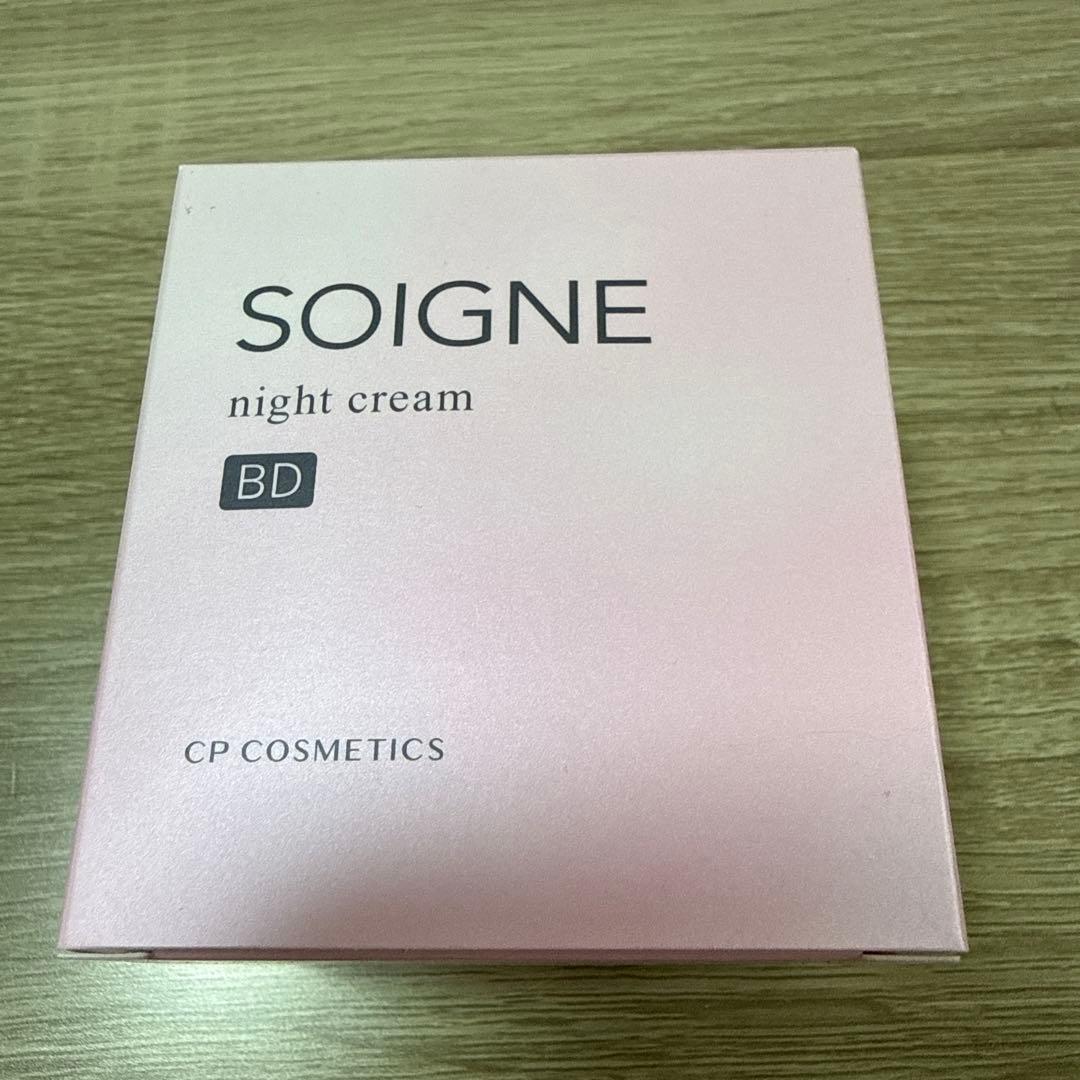 SOIGNE
night cream
BD
CP COSMETICS